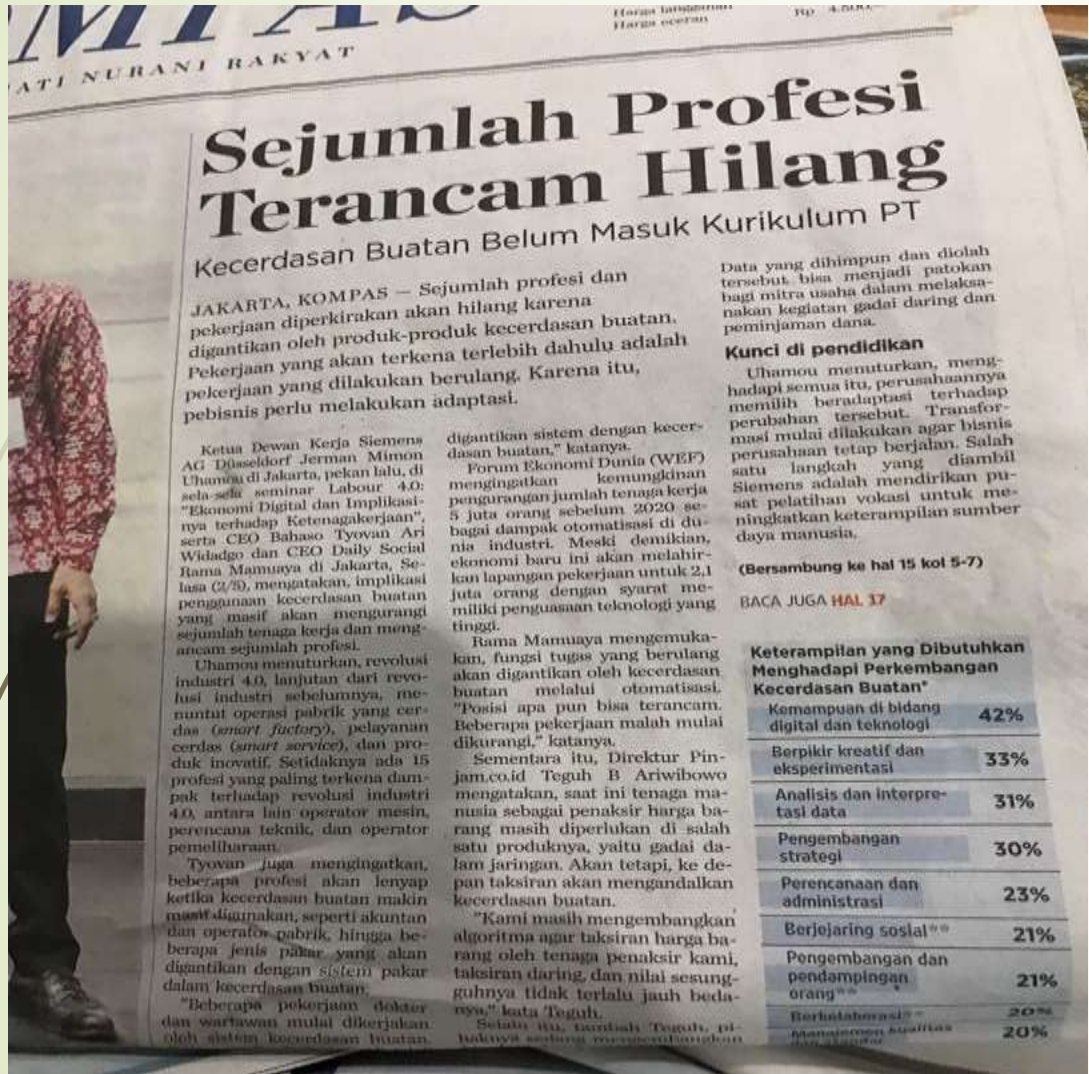 ATI NURANI RAKYAT
Harga langganan
Harga eceran
Rp 4.500,-
Sejumlah Profesi
Terancam Hilang
Kecerdasan Buatan Belum Masuk Kurikulum PT
JAKARTA, KOMPAS — Sejumlah profesi dan
pekerjaan diperkirakan akan hilang karena
digantikan oleh produk-produk kecerdasan buatan.
Pekerjaan yang akan terkena terlebih dahulu adalah
pekerjaan yang dilakukan berulang. Karena itu,
pebisnis perlu melakukan adaptasi.
Ketua Dewan Kerja Siemens
AG Düsseldorf Jerman Mimon
Uhamou di Jakarta, pekan lalu, di
sela-sela seminar Labour 4.0:
"Ekonomi Digital dan Implikasi-
nya terhadap Ketenagakerjaan",
serta CEO Bahaso Tyovan Ari
Widadgo dan CEO Daily Social
Rama Mamuaya di Jakarta, Se-
lasa (2/5), mengatakan, implikasi
penggunaan kecerdasan buatan
yang masif akan mengurangi
sejumlah tenaga kerja dan meng-
ancam sejumlah profesi.
Uhamou menuturkan, revolusi
industri 4.0, lanjutan dari revo-
lusi industri sebelumnya, me-
nuntut operasi pabrik yang cer-
das (smart factory), pelayanan
cerdas (smart service), dan pro-
duk inovatif. Setidaknya ada 15
profesi yang paling terkena dam-
pak terhadap revolusi industri
4.0, antara lain operator mesin,
perencana teknik, dan operator
pemeliharaan.
Tyovan juga mengingatkan,
beberapa profesi akan lenyap
ketika kecerdasan buatan makin
masif digunakan, seperti akuntan
dan operator pabrik, hingga be-
berapa jenis pakar yang akan
digantikan dengan sistem pakar
dalam kecerdasan buatan.
"Beberapa pekerjaan dokter
dan wartawan mulai dikerjakan
oleh sistem kecerdasan buatan.
digantikan sistem dengan kecer-
dasan buatan," katanya.
Forum Ekonomi Dunia (WEF)
mengingatkan kemungkinan
pengurangan jumlah tenaga kerja
5 juta orang sebelum 2020 se-
bagai dampak otomatisasi di du-
nia industri. Meski demikian,
ekonomi baru ini akan melahir-
kan lapangan pekerjaan untuk 2,1
juta orang dengan syarat me-
miliki penguasaan teknologi yang
tinggi.
Rama Mamuaya mengemuka-
kan, fungsi tugas yang berulang
akan digantikan oleh kecerdasan
buatan melalui otomatisasi.
"Posisi apa pun bisa terancam.
Beberapa pekerjaan malah mulai
dikurangi," katanya.
Sementara itu, Direktur Pin-
jam.co.id Teguh B Ariwibowo
mengatakan, saat ini tenaga ma-
nusia sebagai penaksir harga ba-
rang masih diperlukan di salah
satu produknya, yaitu gadai da-
lam jaringan. Akan tetapi, ke de-
pan taksiran akan mengandalkan
kecerdasan buatan.
"Kami masih mengembangkan
algoritma agar taksiran harga ba-
rang oleh tenaga penaksir kami,
taksiran daring, dan nilai sesung-
guhnya tidak terlalu jauh beda-
nya," kata Teguh.
Selain itu, tambah Teguh, pi-
haknya sedang mengembangkan
Data yang dihimpun dan diolah
tersebut bisa menjadi patokan
bagi mitra usaha dalam melaksa-
nakan kegiatan gadai daring dan
peminjaman dana.
Kunci di pendidikan
Uhamou menuturkan, meng-
hadapi semua itu, perusahaannya
memilih beradaptasi terhadap
perubahan tersebut. Transfor-
masi mulai dilakukan agar bisnis
perusahaan tetap berjalan. Salah
satu langkah yang diambil
Siemens adalah mendirikan pu-
sat pelatihan vokasi untuk me-
ningkatkan keterampilan sumber
daya manusia.
(Bersambung ke hal 15 kol 5-7)
BACA JUGA HAL 17
Keterampilan yang Dibutuhkan
Menghadapi Perkembangan
Kecerdasan Buatan*
Kemampuan di bidang
digital dan teknologi 42%
Berpikir kreatif dan
eksperimentasi 33%
Analisis dan interpre-
tasi data 31%
Pengembangan
strategi 30%
Perencanaan dan
administrasi 23%
Berjejaring sosial** 21%
Pengembangan dan
pendampingan
orang** 21%
Berkolaborasi** 20%
Manajemen kualitas
20%